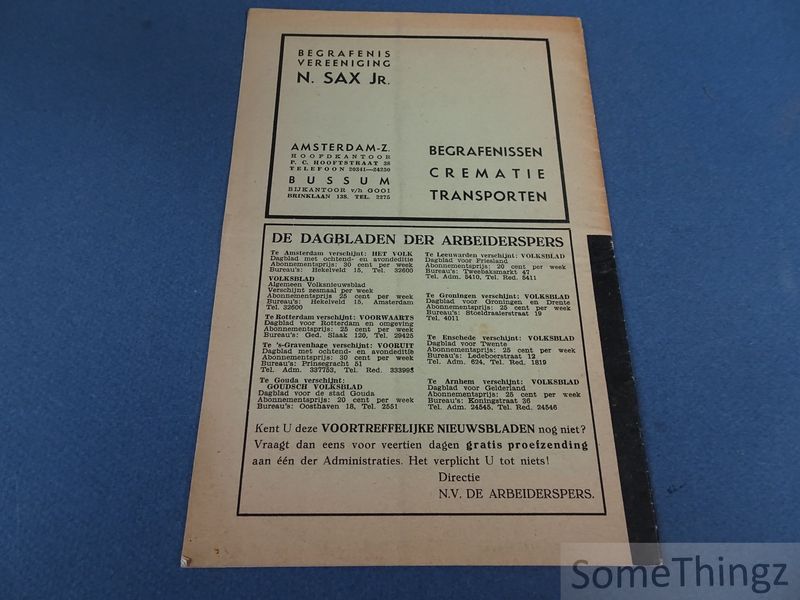 BEGRAFENIS
VEREENIGING
N. SAX JR.
AMSTERDAM-Z.
HOOFDKANTOOR
P. C. HOOFTSTRAAT 38
TELEFOON 20341—24250
BUSSUM
BIJKANTOOR v/h GOOI
BRINKLAAN 138. TEL. 2275
BEGRAFENISSEN
CREMATIE
TRANSPORTEN
DE DAGBLADEN DER ARBEIDERSPERS
Te Amsterdam verschijnt: HET VOLK
Dagblad met ochtend- en avondeditie
Abonnementsprijs: 30 cent per week
Bureau's: Hekelveld 15, Tel. 32600
VOLKSBLAD
Algemeen Volksnieuwsblad
Verschijnt zesmaal per week
Abonnementsprijs 25 cent per week
Bureau's: Hekelveld 15, Amsterdam
Tel. 32600
Te Rotterdam verschijnt: VOORWAARTS
Dagblad voor Rotterdam en omgeving
Abonnementsprijs: 25 cent per week
Bureau's: Ged. Slaak 120, Tel. 29425
Te 's-Gravenhage verschijnt: VOORUIT
Dagblad met ochtend- en avondeditie
Abonnementsprijs: 30 cent per week
Bureau's: Prinsegracht 51
Tel. Adm. 337753, Tel. Red. 333993
Te Gouda verschijnt:
GOUDSCH VOLKSBLAD
Dagblad voor de stad Gouda
Abonnementsprijs: 20 cent per week
Bureau's: Oosthaven 18, Tel. 2551
Te Leeuwarden verschijnt: VOLKSBLAD
Dagblad voor Friesland
Abonnementsprijs: 20 cent per week
Bureau's: Tweebaksmarkt 47
Tel. Adm. 5410, Tel. Red. 5411
Te Groningen verschijnt: VOLKSBLAD
Dagblad voor Groningen en Drente
Abonnementsprijs: 25 cent per week
Bureau's: Stoeldraaierstraat 19
Tel. 4011
Te Enschede verschijnt: VOLKSBLAD
Dagblad voor Twente
Abonnementsprijs: 25 cent per week
Bureau's: Ledeboerstraat 12
Tel. Adm. 624, Tel. Red. 1819
Te Arnhem verschijnt: VOLKSBLAD
Dagblad voor Gelderland
Abonnementsprijs: 25 cent per week
Bureau's: Koningstraat 36
Tel. Adm. 24545, Tel. Red. 24546
Kent U deze VOORTREFFELIJKE NIEUWSBLADEN nog niet?
Vraagt dan eens voor veertien dagen gratis proefzending
aan één der Administraties. Het verplicht U tot niets!
Directie
N.V. DE ARBEIDERSPERS.
SomeThingz